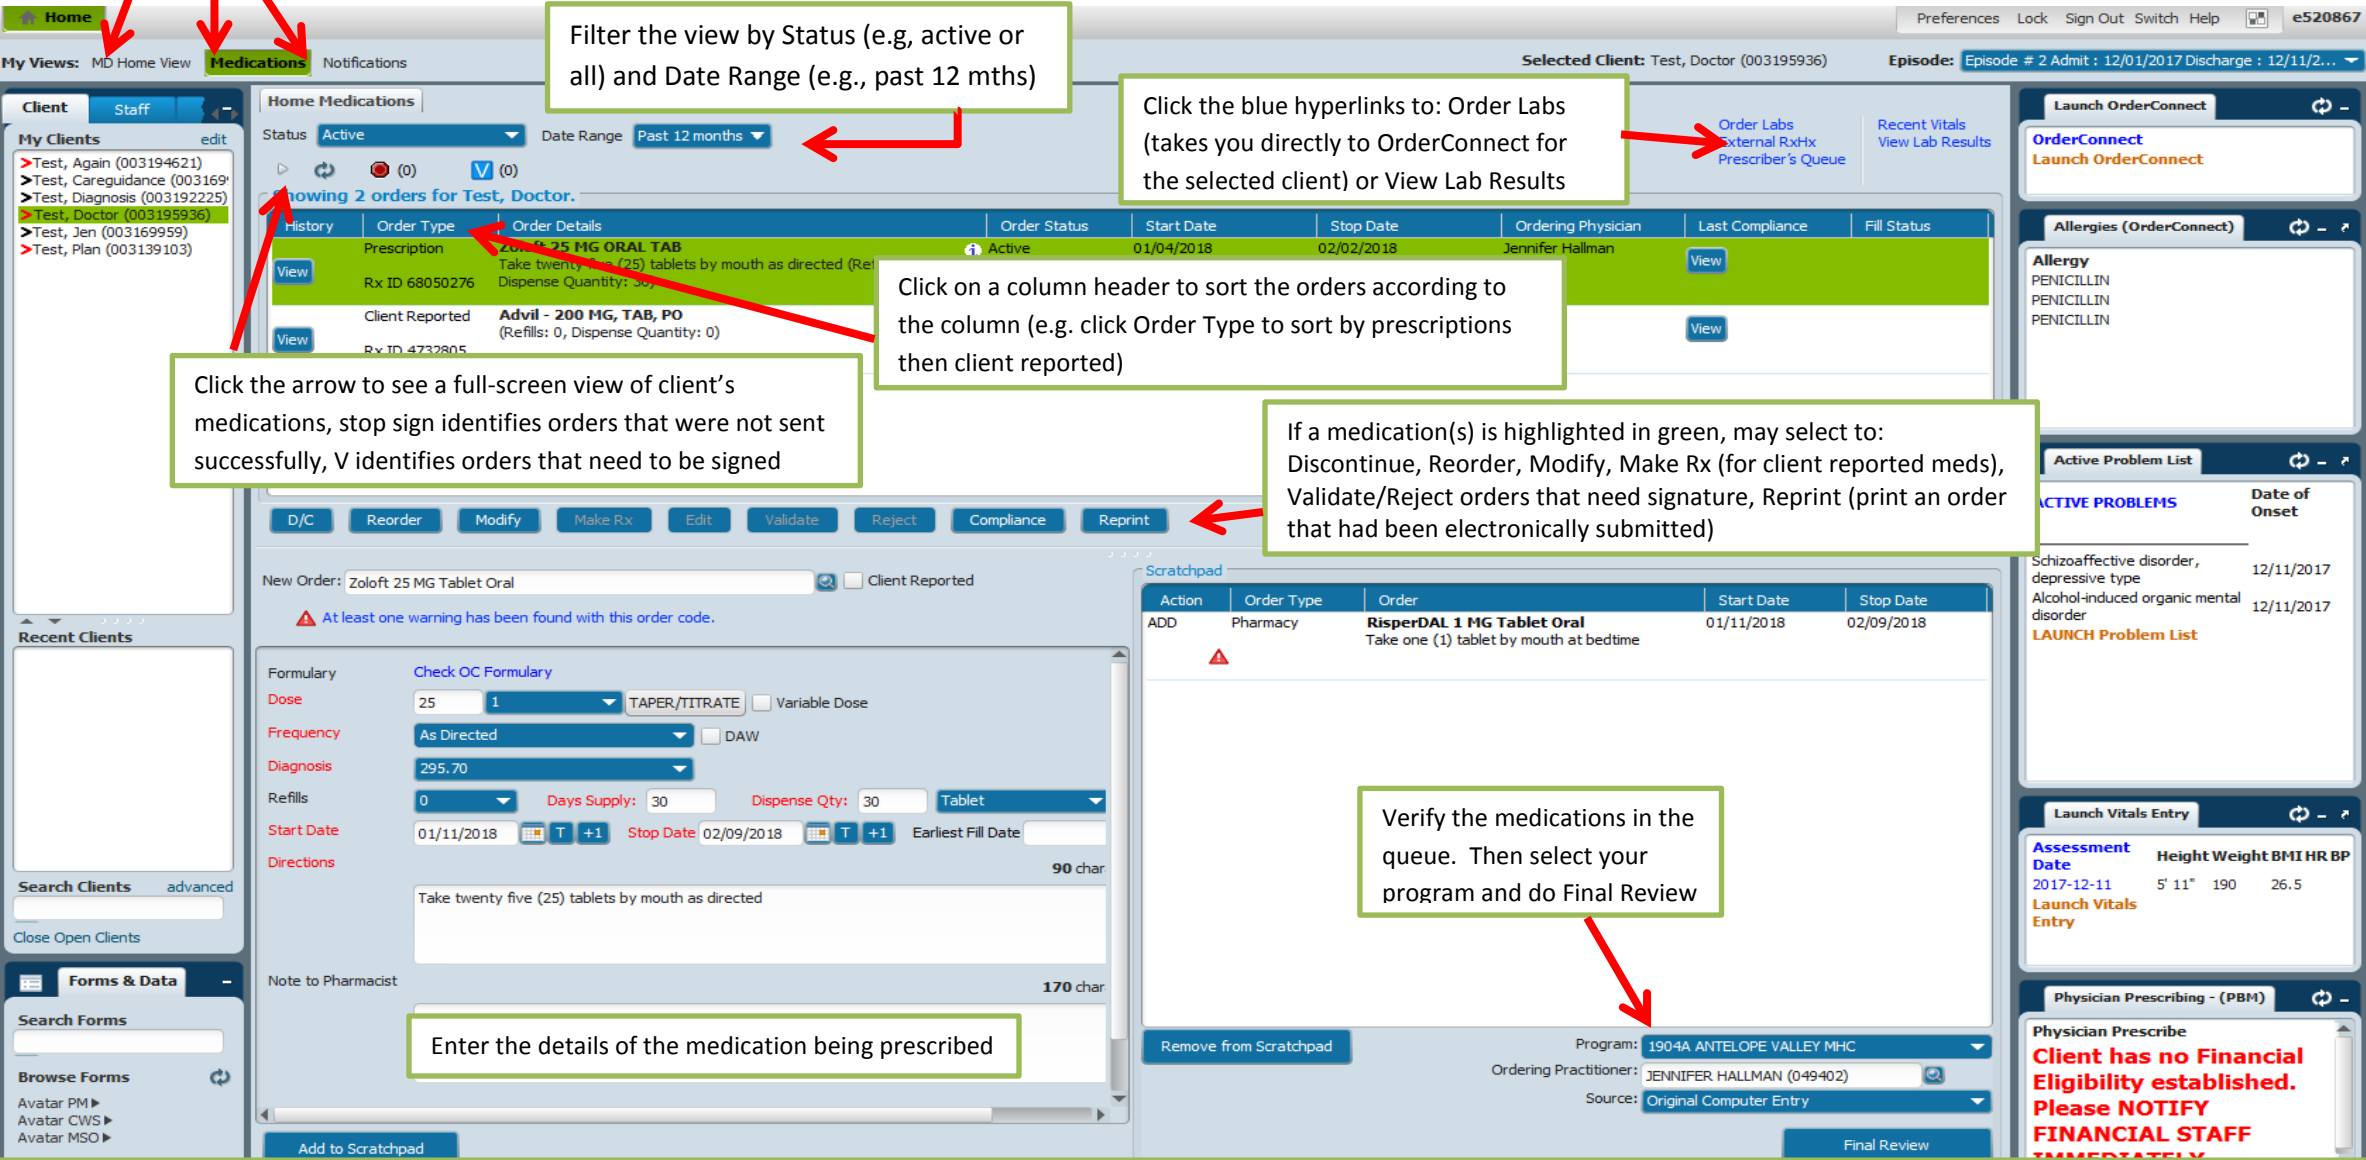 Home
Preferences Lock Sign Out Switch Help e520867
My Views: MD Home View Medications Notifications
Selected Client: Test, Doctor (003195936) Episode: Episode # 2 Admit : 12/01/2017 Discharge : 12/11/2...
Filter the view by Status (e.g, active or
all) and Date Range (e.g., past 12 mths)
Client Staff
My Clients edit
>Test, Again (003194621)
>Test, Careguidance (003169
>Test, Diagnosis (003192225)
>Test, Doctor (003195936)
>Test, Jen (003169959)
>Test, Plan (003139103)
Recent Clients
Search Clients advanced
Close Open Clients
Forms & Data
Search Forms
Browse Forms
Avatar PM
Avatar CWS
Avatar MSO
Home Medications
Status Active Date Range Past 12 months
(0) V (0)
Click the blue hyperlinks to: Order Labs
(takes you directly to OrderConnect for
the selected client) or View Lab Results
Order Labs
External RxHx
Prescriber's Queue
Recent Vitals
View Lab Results
Showing 2 orders for Test, Doctor.
History Order Type Order Details Order Status Start Date Stop Date Ordering Physician Last Compliance Fill Status
View Prescription Zoloft 25 MG ORAL TAB Active 01/04/2018 02/02/2018 Jennifer Hallman View
Take twenty five (25) tablets by mouth as directed (Ref
Rx ID 68050276 Dispense Quantity: 30)
View Client Reported Advil - 200 MG, TAB, PO View
(Refills: 0, Dispense Quantity: 0)
Rx ID 4732805
Click on a column header to sort the orders according to
the column (e.g. click Order Type to sort by prescriptions
then client reported)
Click the arrow to see a full-screen view of client's
medications, stop sign identifies orders that were not sent
successfully, V identifies orders that need to be signed
If a medication(s) is highlighted in green, may select to:
Discontinue, Reorder, Modify, Make Rx (for client reported meds),
Validate/Reject orders that need signature, Reprint (print an order
that had been electronically submitted)
D/C Reorder Modify Make Rx Edit Validate Reject Compliance Reprint
New Order: Zoloft 25 MG Tablet Oral Client Reported
At least one warning has been found with this order code.
Formulary Check OC Formulary
Dose 25 1 TAPER/TITRATE Variable Dose
Frequency As Directed DAW
Diagnosis 295.70
Refills 0 Days Supply: 30 Dispense Qty: 30 Tablet
Start Date 01/11/2018 T +1 Stop Date 02/09/2018 T +1 Earliest Fill Date
Directions 90 char
Take twenty five (25) tablets by mouth as directed
Note to Pharmacist 170 char
Enter the details of the medication being prescribed
Add to Scratchpad
Scratchpad
Action Order Type Order Start Date Stop Date
ADD Pharmacy RisperDAL 1 MG Tablet Oral 01/11/2018 02/09/2018
Take one (1) tablet by mouth at bedtime
Verify the medications in the
queue. Then select your
program and do Final Review
Remove from Scratchpad
Program: 1904A ANTELOPE VALLEY MHC
Ordering Practitioner: JENNIFER HALLMAN (049402)
Source: Original Computer Entry
Final Review
Launch OrderConnect
OrderConnect
Launch OrderConnect
Allergies (OrderConnect)
Allergy
PENICILLIN
PENICILLIN
PENICILLIN
Active Problem List
ACTIVE PROBLEMS Date of
Onset
Schizoaffective disorder,
depressive type 12/11/2017
Alcohol-induced organic mental
disorder 12/11/2017
LAUNCH Problem List
Launch Vitals Entry
Assessment
Date Height Weight BMI HR BP
2017-12-11 5' 11" 190 26.5
Launch Vitals
Entry
Physician Prescribing - (PBM)
Physician Prescribe
Client has no Financial
Eligibility established.
Please NOTIFY
FINANCIAL STAFF
IMMEDIATELY